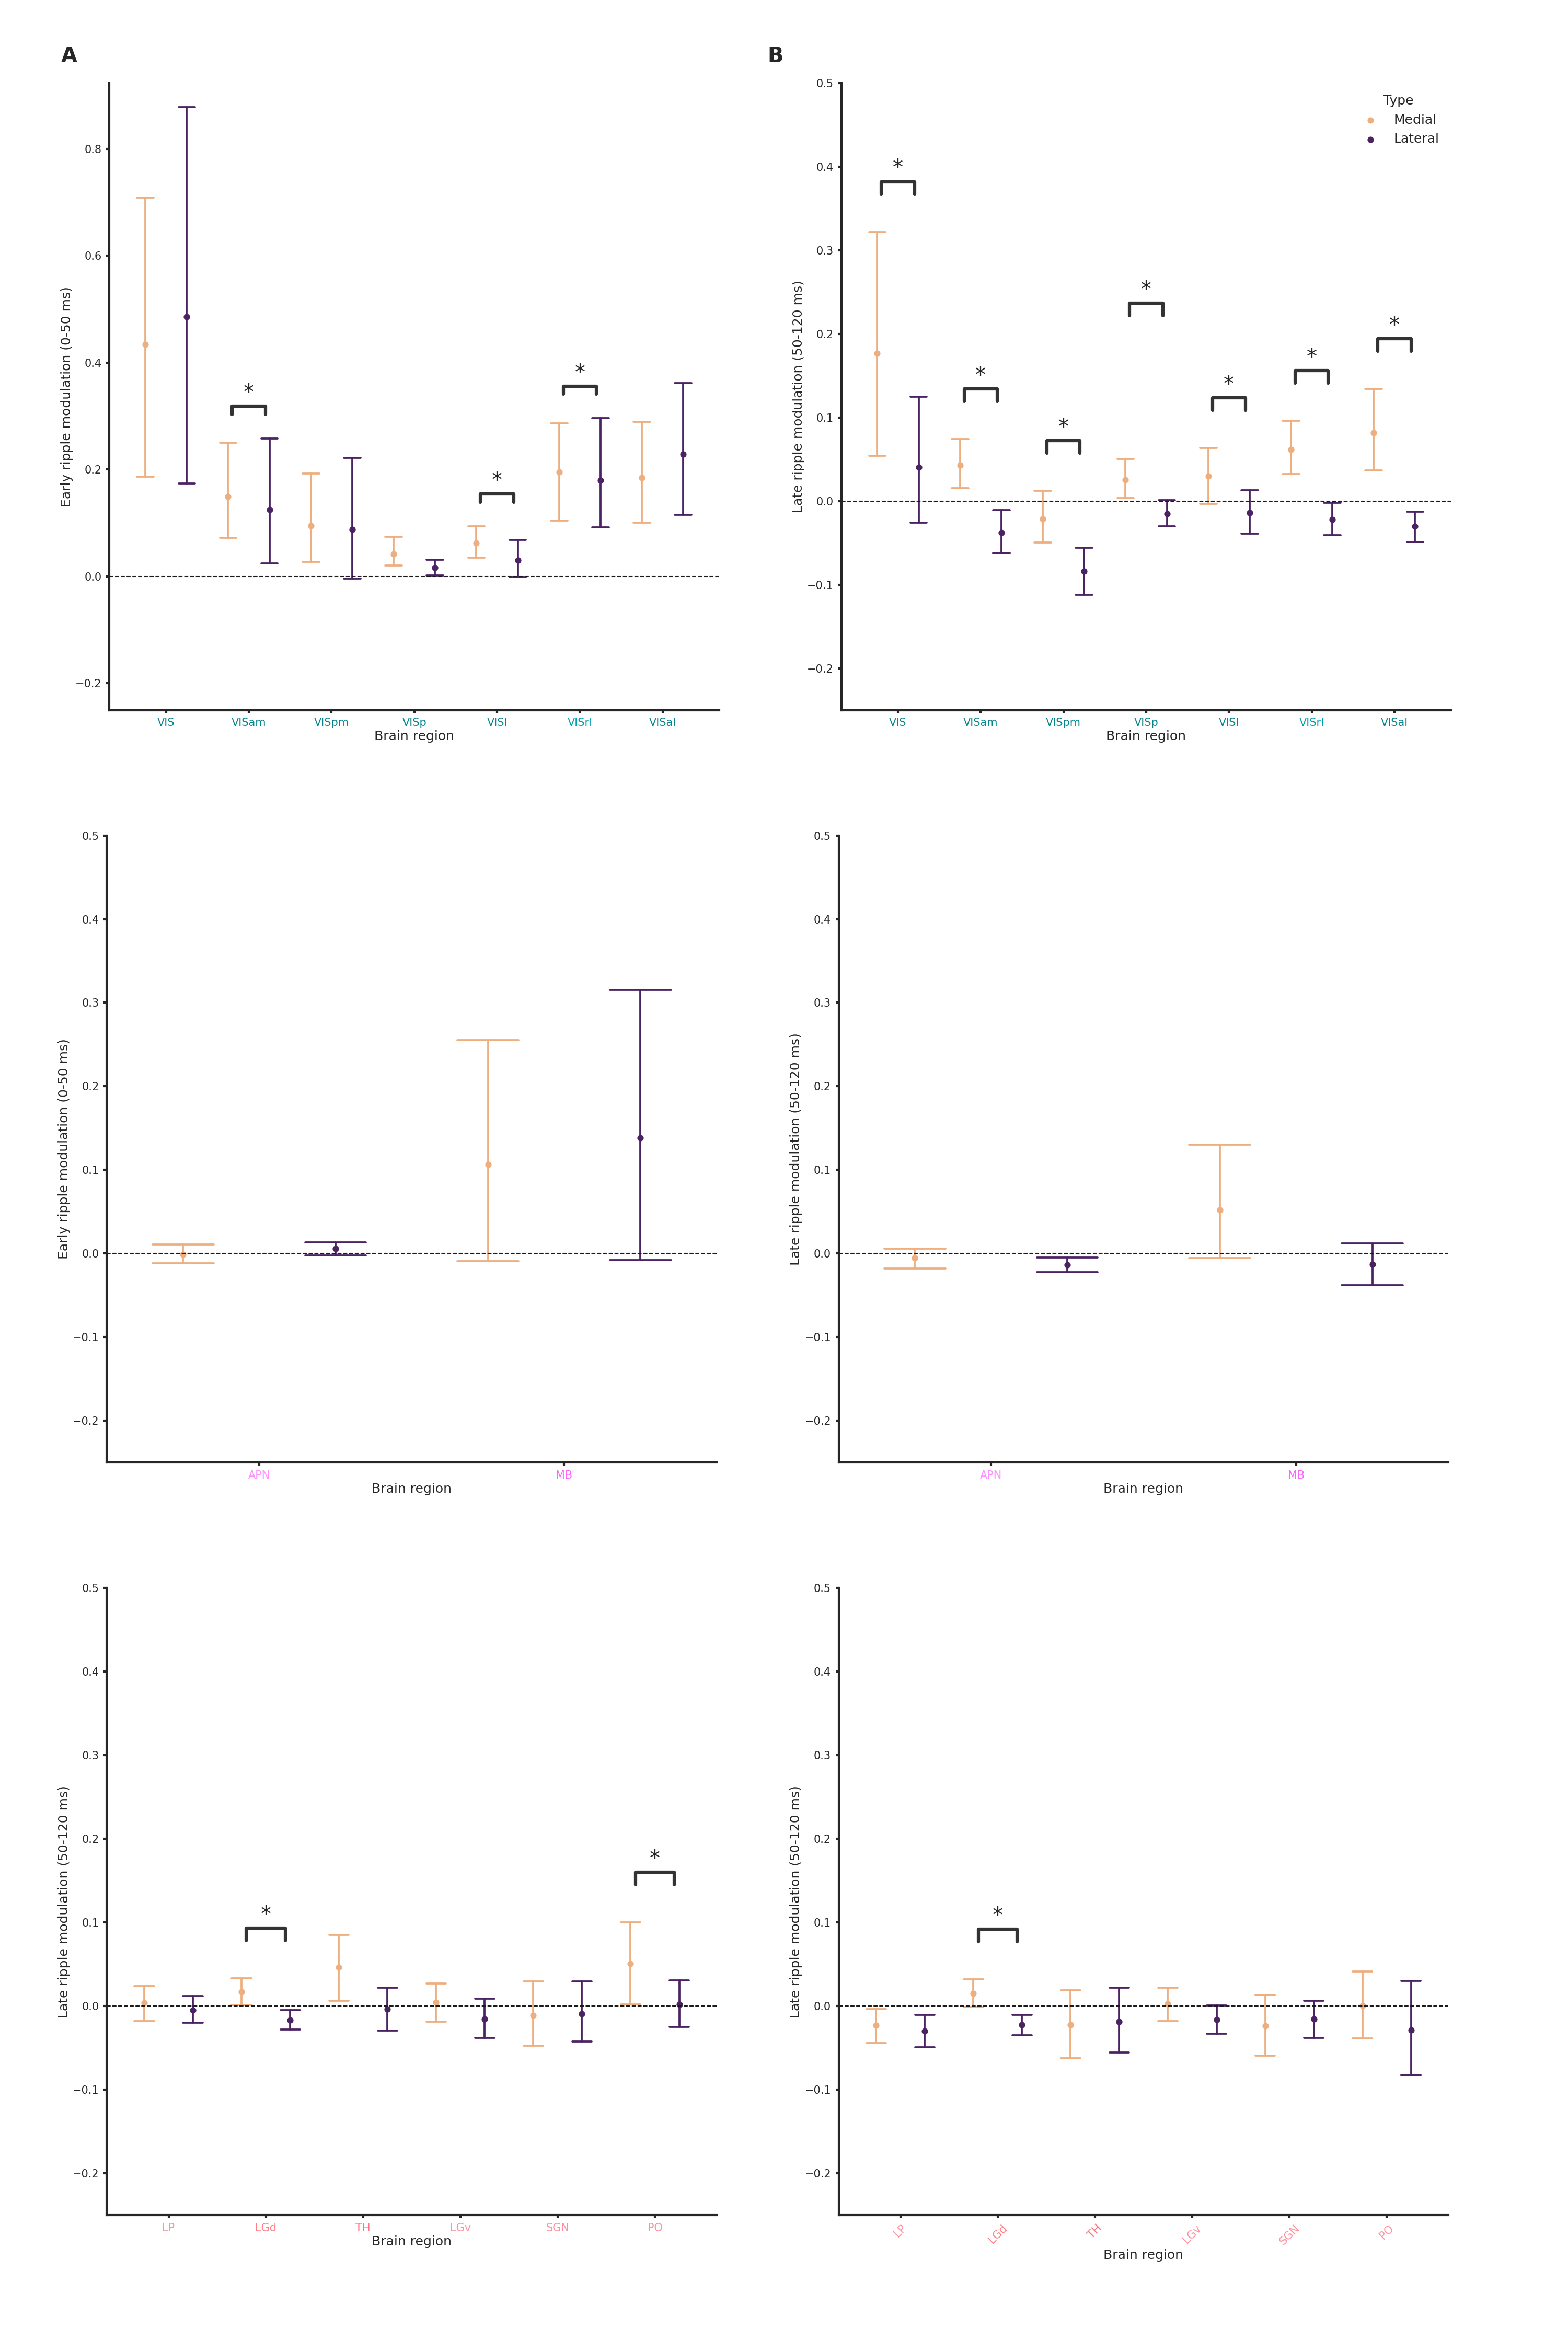 A
Early ripple modulation (0-50 ms)
0.8
0.6
0.4
0.2
0.0
−0.2
*
*
*
VIS VISam VISpm VISp VISl VISrl VISal
Brain region
B
Late ripple modulation (50-120 ms)
0.5
0.4
0.3
0.2
0.1
0.0
−0.1
−0.2
Type
Medial
Lateral
*
*
*
*
*
*
*
VIS VISam VISpm VISp VISl VISrl VISal
Brain region
Early ripple modulation (0-50 ms)
0.5
0.4
0.3
0.2
0.1
0.0
−0.1
−0.2
APN MB
Brain region
Late ripple modulation (50-120 ms)
0.5
0.4
0.3
0.2
0.1
0.0
−0.1
−0.2
APN MB
Brain region
Late ripple modulation (50-120 ms)
0.5
0.4
0.3
0.2
0.1
0.0
−0.1
−0.2
*
*
LP LGd TH LGv SGN PO
Brain region
Late ripple modulation (50-120 ms)
0.5
0.4
0.3
0.2
0.1
0.0
−0.1
−0.2
*
LP LGd TH LGv SGN PO
Brain region